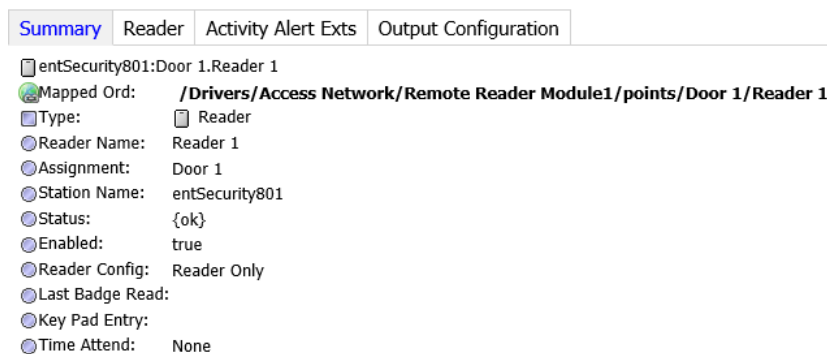 Summary Reader Activity Alert Exts Output Configuration
entSecurity801:Door 1.Reader 1
Mapped Ord: /Drivers/Access Network/Remote Reader Module1/points/Door 1/Reader 1
Type: Reader
Reader Name: Reader 1
Assignment: Door 1
Station Name: entSecurity801
Status: {ok}
Enabled: true
Reader Config: Reader Only
Last Badge Read:
Key Pad Entry:
Time Attend: None